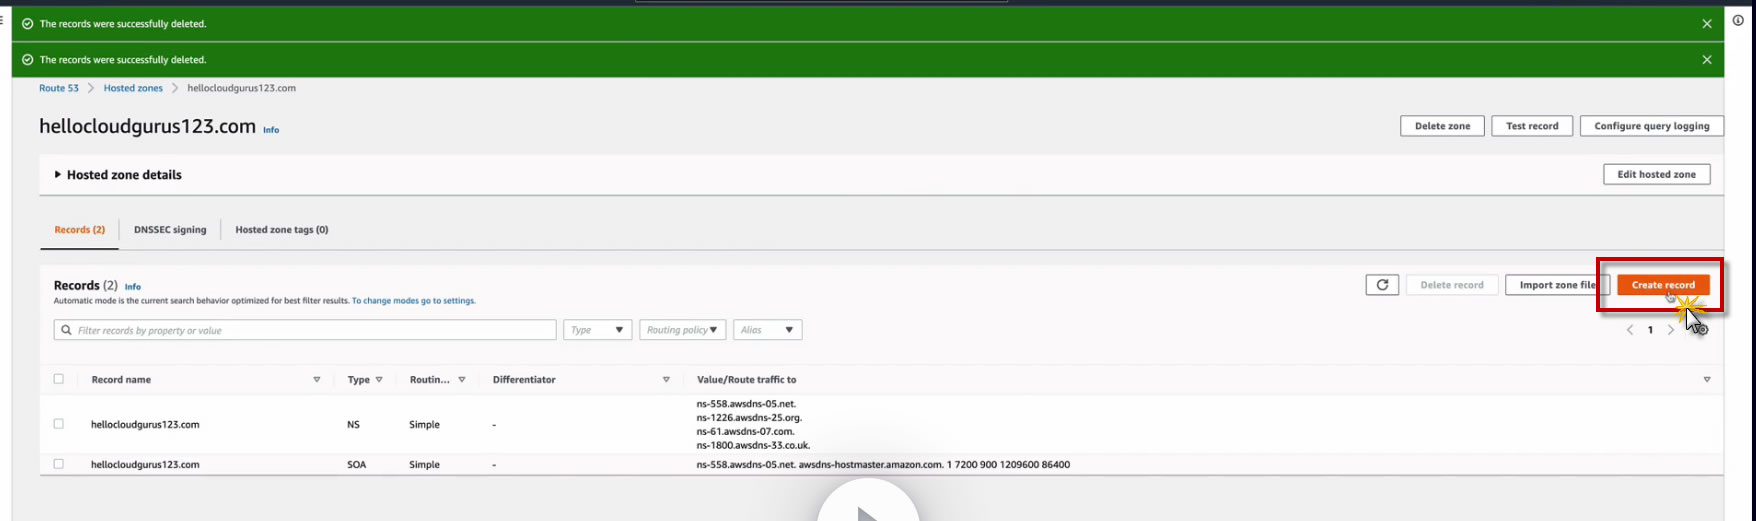 The records were successfully deleted.
The records were successfully deleted.
Route 53 > Hosted zones > hellocloudgurus123.com
hellocloudgurus123.com Info
Delete zone Test record Configure query logging
Hosted zone details
Edit hosted zone
Records (2) DNSSEC signing Hosted zone tags (0)
Records (2) Info
Delete record Import zone file Create record
Automatic mode is the current search behavior optimized for best filter results. To change modes go to settings.
Filter records by property or value Type Routing policy Alias
1
Record name Type Routin... Differentiator Value/Route traffic to
ns-558.awsdns-05.net.
ns-1226.awsdns-25.org.
hellocloudgurus123.com NS Simple -
ns-61.awsdns-07.com.
ns-1800.awsdns-33.co.uk.
hellocloudgurus123.com SOA Simple - ns-558.awsdns-05.net. awsdns-hostmaster.amazon.com. 1 7200 900 1209600 86400